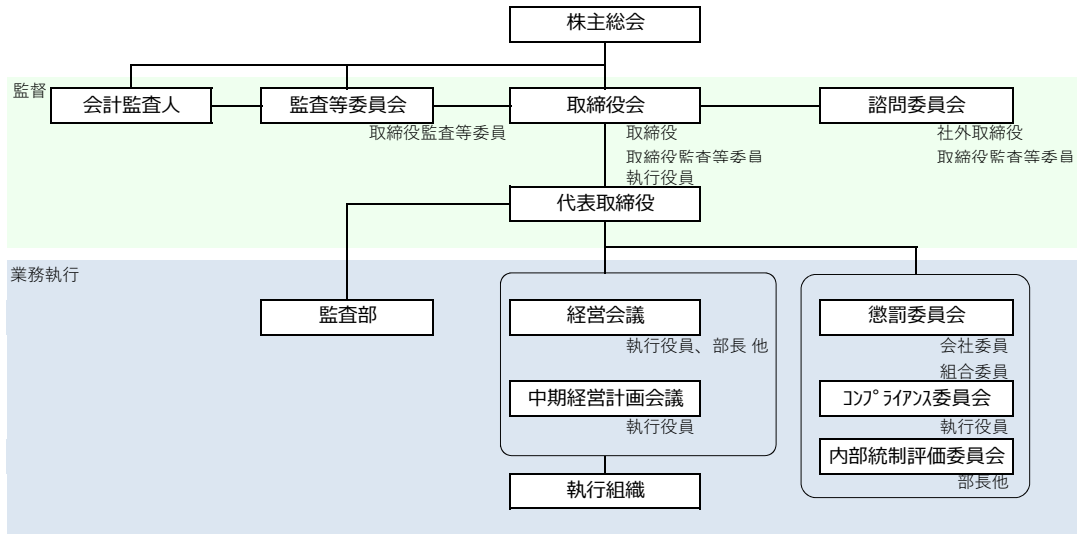 株主総会
監督
会計監査人
監査等委員会
取締役会
諮問委員会
取締役監査等委員
取締役
取締役監査等委員
執行役員
社外取締役
取締役監査等委員
代表取締役
業務執行
監査部
経営会議
執行役員、部長 他
中期経営計画会議
執行役員
懲罰委員会
会社委員
組合委員
ｺﾝﾌﾟﾗｲｱﾝｽ委員会
執行役員
内部統制評価委員会
部長他
執行組織